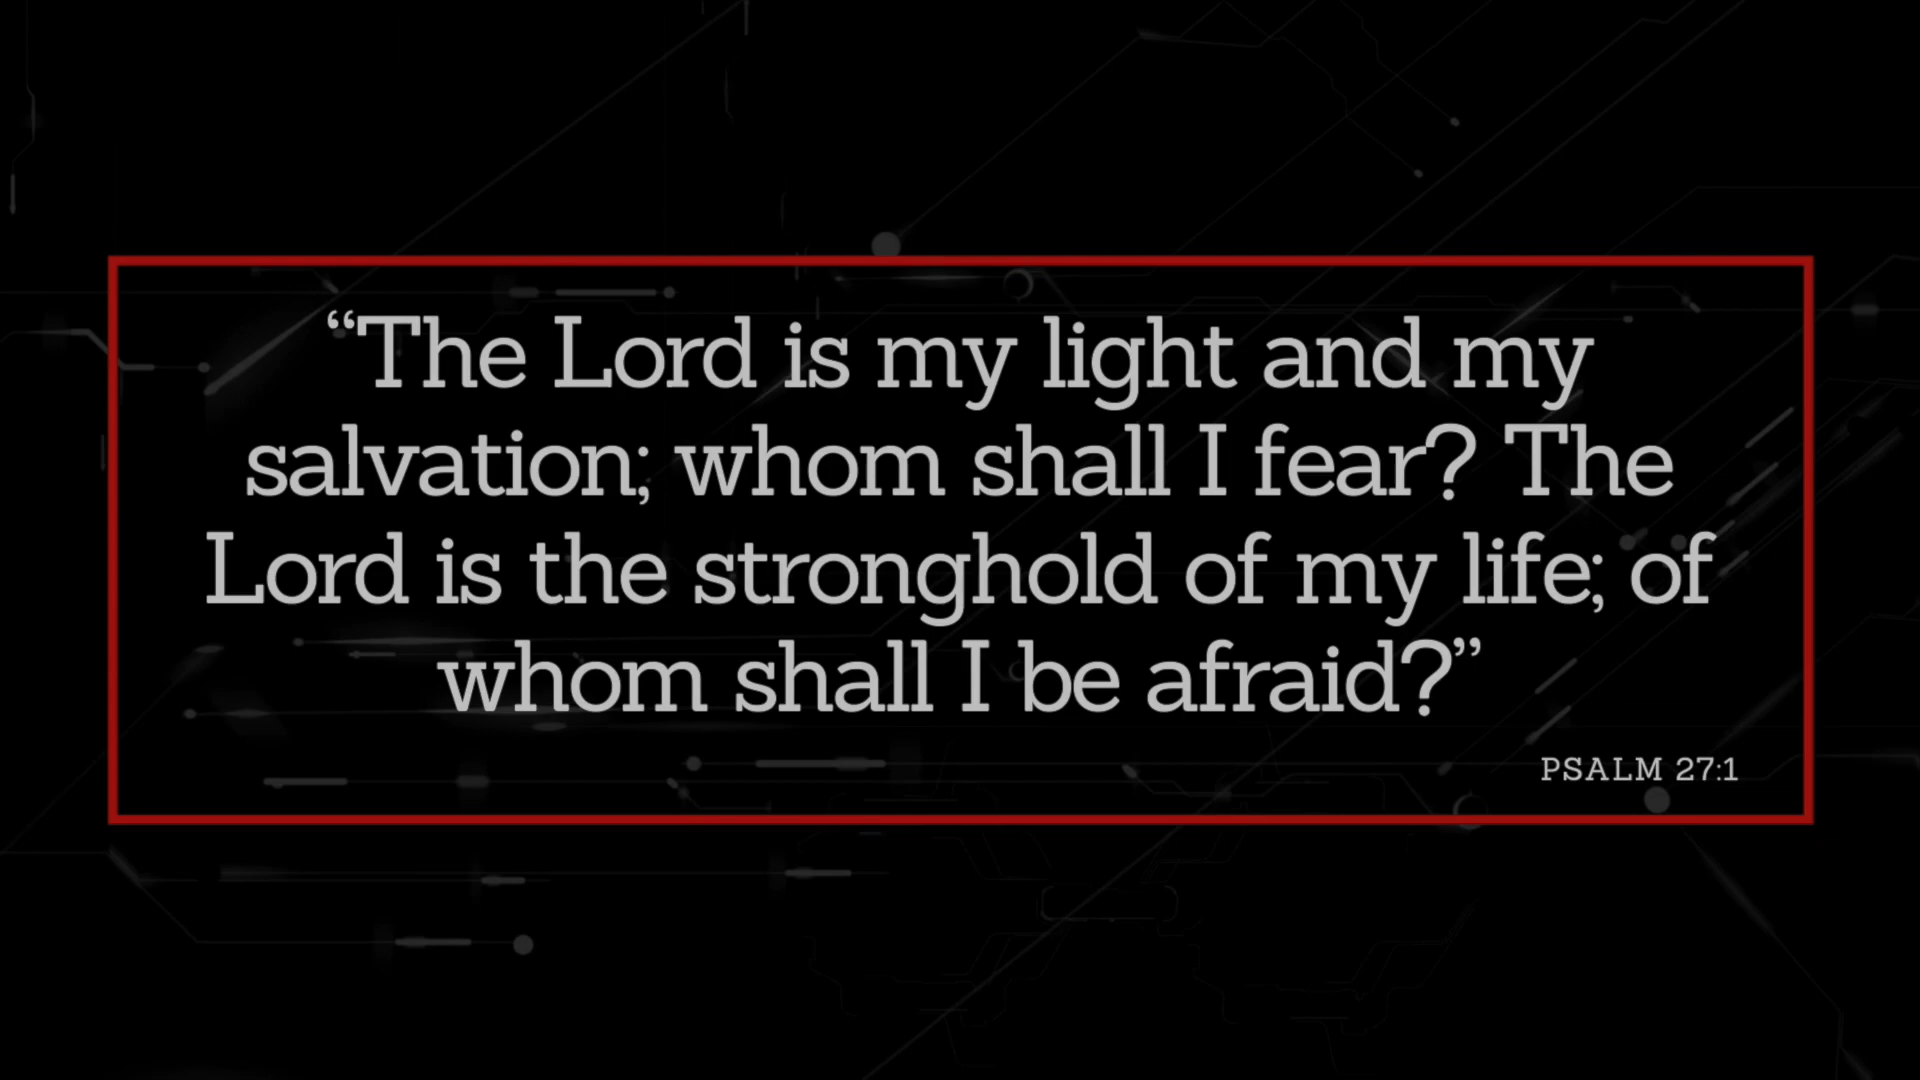 “The Lord is my light and my
salvation; whom shall I fear? The
Lord is the stronghold of my life; of
whom shall I be afraid?”
PSALM 27:1